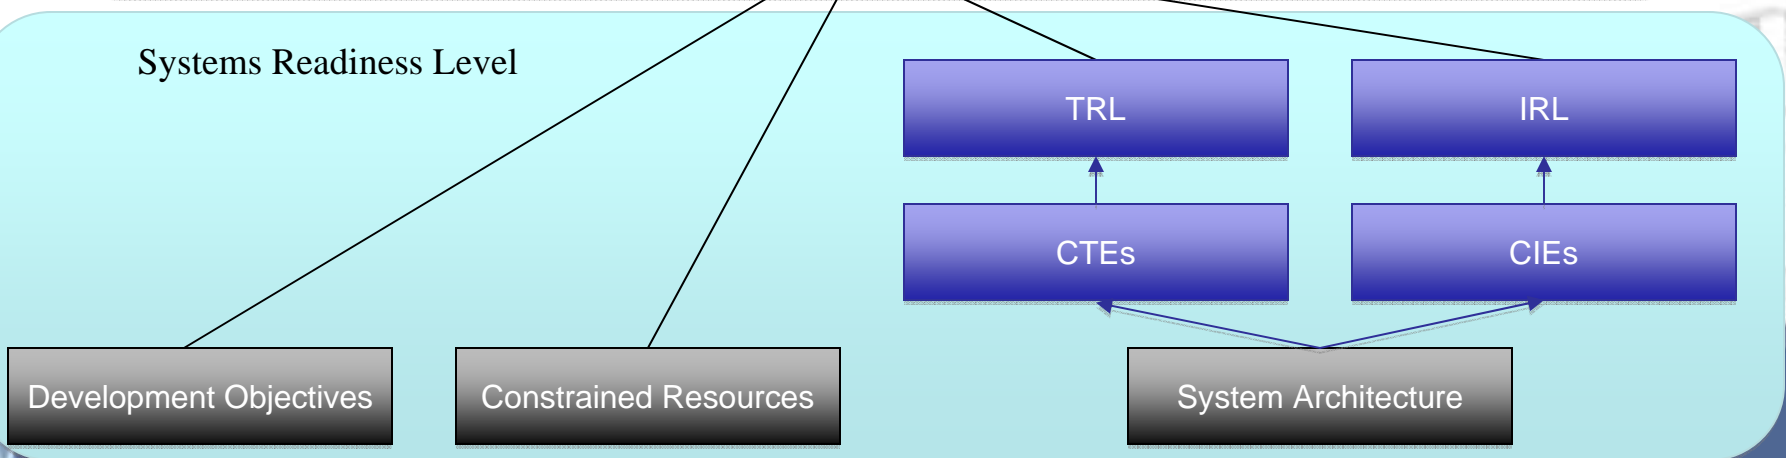 Systems Readiness Level
TRL
IRL
CTEs
CIEs
Development Objectives
Constrained Resources
System Architecture